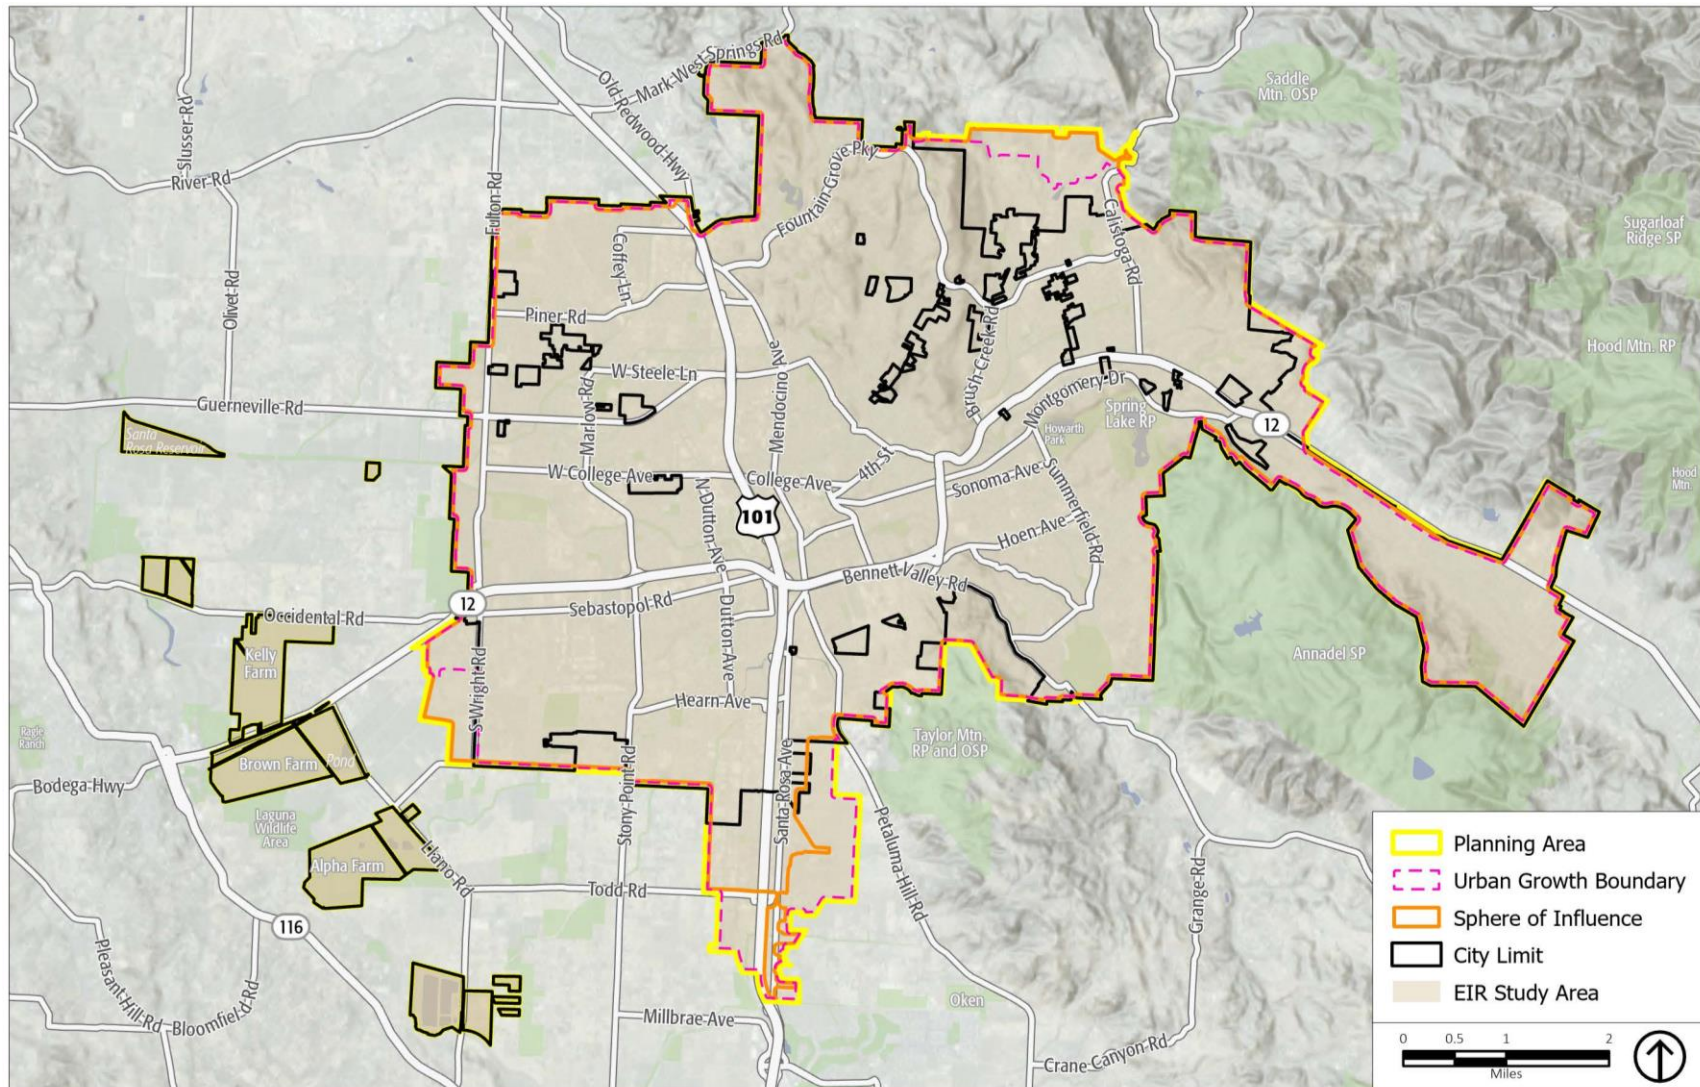 Mark West Springs Rd
Old Redwood Hwy
Slusser Rd
River Rd
Fulton Rd
Fountain Grove Pky
Saddle
Mtn. OSP
Sugarloaf
Ridge SP
Calistoga Rd
Coffey Ln
Olivet Rd
Piner Rd
Mendocino Ave
Brush Creek Rd
Hood Mtn. RP
W Steele Ln
Marlow Rd
Montgomery Dr
Guerneville Rd
Spring
Lake RP
Howarth
Park
12
Santa
Rosa Reservoir
W College Ave
College Ave
4th St
Sonoma Ave
Summerfield Rd
Hood
Mtn.
N Dutton Ave
101
Hoen Ave
Bennett Valley Rd
12
Occidental Rd
Sebastopol Rd
Dutton Ave
Kelly
Farm
S Wright Rd
Annadel SP
Hearn Ave
Ragle
Ranch
Taylor Mtn.
RP and OSP
Brown Farm
Pond
Stony Point Rd
Santa Rosa Ave
Bodega Hwy
Laguna
Wildlife
Area
Petaluma Hill Rd
Alpha Farm
Llano Rd
Todd Rd
Grange Rd
116
Pleasant Hill Rd
Bloomfield Rd
Millbrae Ave
Oken
Crane Canyon Rd
Planning Area
Urban Growth Boundary
Sphere of Influence
City Limit
EIR Study Area
0 0.5 1 2
Miles